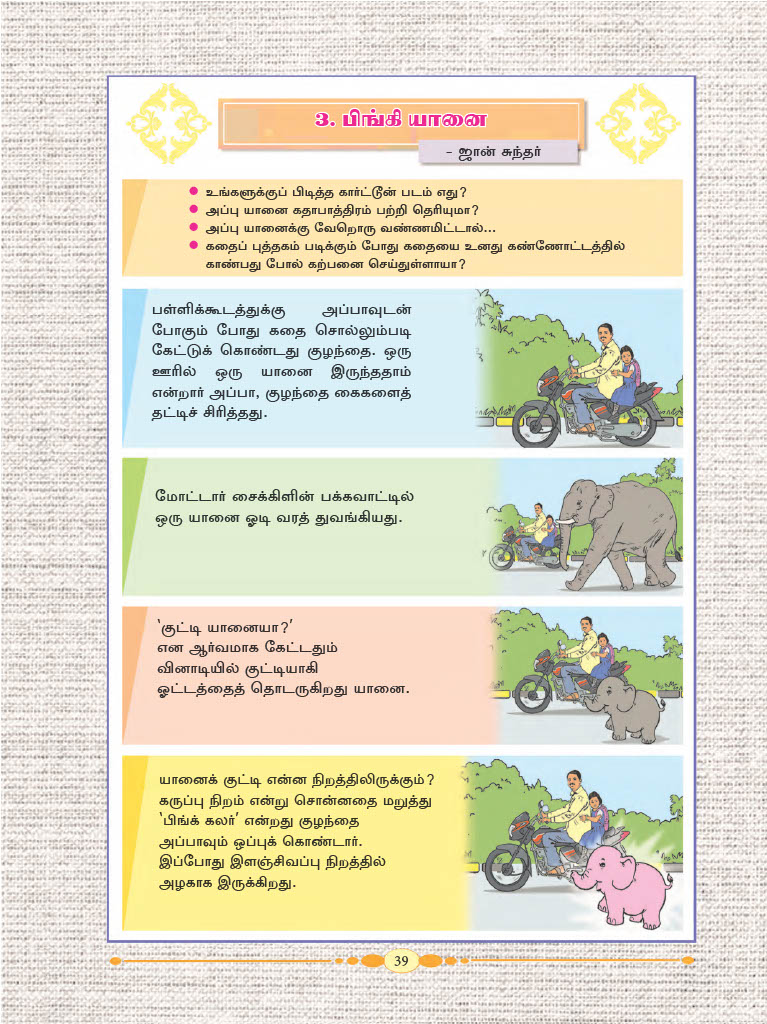 3. பிங்கி யானை
- ஜான் சுந்தர்
● உங்களுக்குப் பிடித்த கார்ட்டூன் படம் எது?
● அப்பு யானை கதாபாத்திரம் பற்றி தெரியுமா?
● அப்பு யானைக்கு வேறொரு வண்ணமிட்டால்...
● கதைப் புத்தகம் படிக்கும் போது கதையை உனது கண்ணோட்டத்தில்
காண்பது போல் கற்பனை செய்துள்ளாயா?
பள்ளிக்கூடத்துக்கு அப்பாவுடன்
போகும் போது கதை சொல்லும்படி
கேட்டுக் கொண்டது குழந்தை. ஒரு
ஊரில் ஒரு யானை இருந்ததாம்
என்றார் அப்பா, குழந்தை கைகளைத்
தட்டிச் சிரித்தது.
மோட்டார் சைக்கிளின் பக்கவாட்டில்
ஒரு யானை ஓடி வரத் துவங்கியது.
‘குட்டி யானையா?’
என ஆர்வமாக கேட்டதும்
வினாடியில் குட்டியாகி
ஓட்டத்தைத் தொடருகிறது யானை.
யானைக் குட்டி என்ன நிறத்திலிருக்கும்?
கருப்பு நிறம் என்று சொன்னதை மறுத்து
‘பிங்க் கலர்’ என்றது குழந்தை
அப்பாவும் ஒப்புக் கொண்டார்.
இப்போது இளஞ்சிவப்பு நிறத்தில்
அழகாக இருக்கிறது.
39